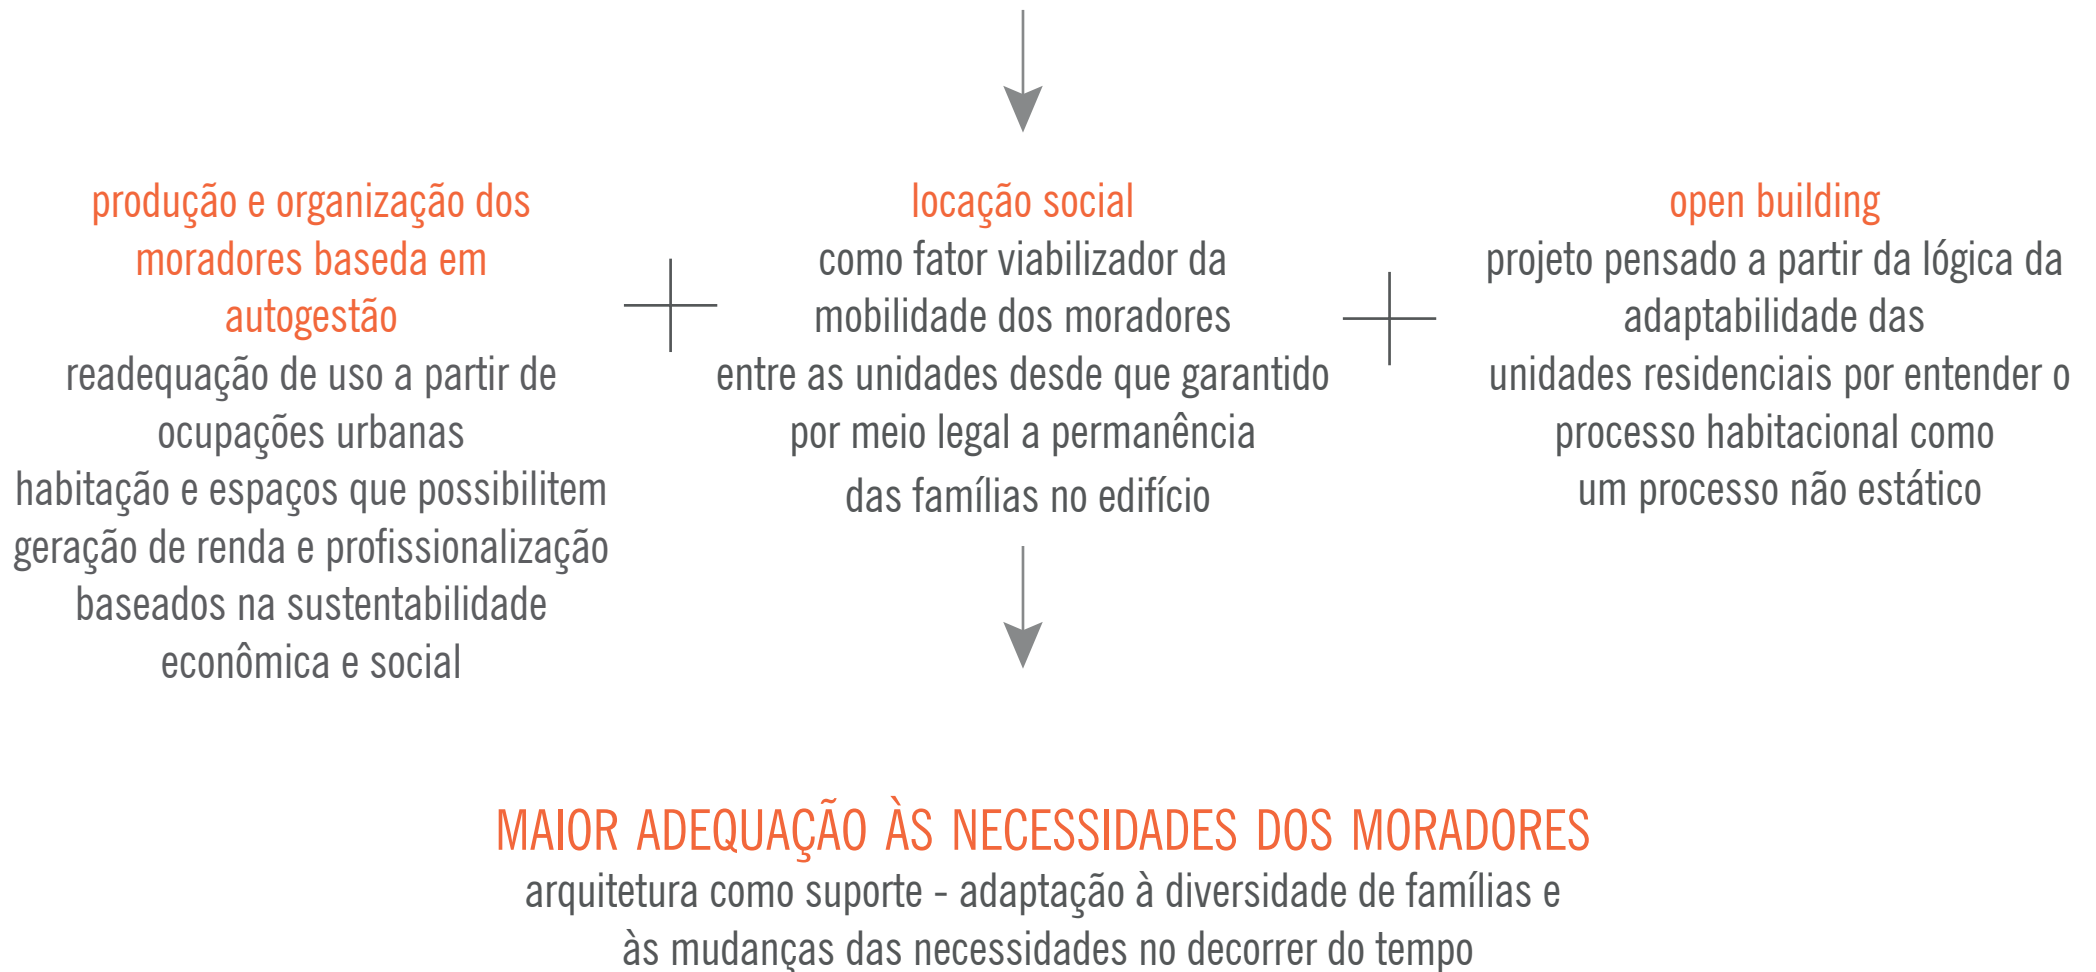 produção e organização dos
moradores baseda em
autogestão
readequação de uso a partir de
ocupações urbanas
habitação e espaços que possibilitem
geração de renda e profissionalização
baseados na sustentabilidade
econômica e social
locação social
como fator viabilizador da
mobilidade dos moradores
entre as unidades desde que garantido
por meio legal a permanência
das famílias no edifício
open building
projeto pensado a partir da lógica da
adaptabilidade das
unidades residenciais por entender o
processo habitacional como
um processo não estático
MAIOR ADEQUAÇÃO ÀS NECESSIDADES DOS MORADORES
arquitetura como suporte - adaptação à diversidade de famílias e
às mudanças das necessidades no decorrer do tempo